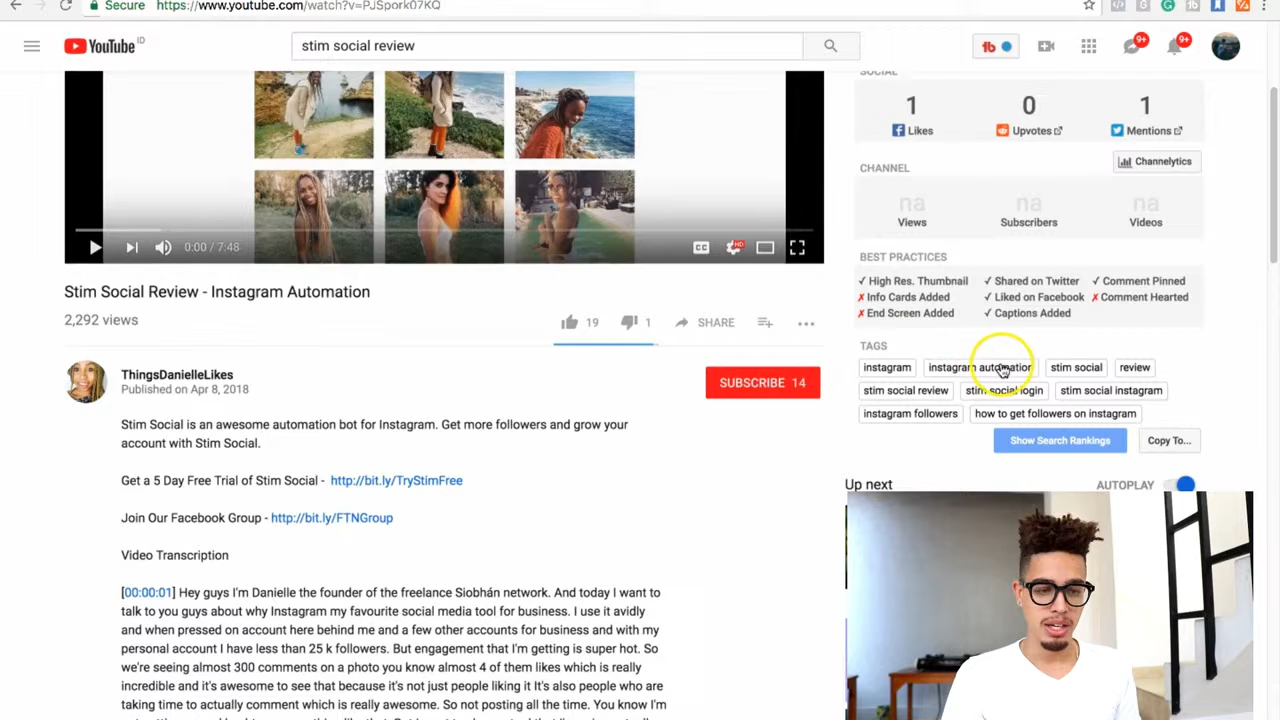 Secure https://www.youtube.com/watch?v=PJSpork07KQ
YouTube ID
stim social review
9+
9+
SOCIAL
1 0 1
Likes Upvotes Mentions
CHANNEL
Channelytics
na na na
Views Subscribers Videos
BEST PRACTICES
✓ High Res. Thumbnail ✓ Shared on Twitter ✓ Comment Pinned
✗ Info Cards Added ✓ Liked on Facebook ✗ Comment Hearted
✗ End Screen Added ✓ Captions Added
TAGS
instagram instagram automation stim social review
stim social review stim social login stim social instagram
instagram followers how to get followers on instagram
Show Search Rankings Copy To...
Up next AUTOPLAY
0:00 / 7:48
CC HD
Stim Social Review - Instagram Automation
2,292 views
19 1 SHARE
ThingsDanielleLikes
Published on Apr 8, 2018
SUBSCRIBE 14
Stim Social is an awesome automation bot for Instagram. Get more followers and grow your
account with Stim Social.
Get a 5 Day Free Trial of Stim Social - http://bit.ly/TryStimFree
Join Our Facebook Group - http://bit.ly/FTNGroup
Video Transcription
[00:00:01] Hey guys I'm Danielle the founder of the freelance Siobhán network. And today I want to
talk to you guys about why Instagram my favourite social media tool for business. I use it avidly
and when pressed on account here behind me and a few other accounts for business and with my
personal account I have less than 25 k followers. But engagement that I'm getting is super hot. So
we're seeing almost 300 comments on a photo you know almost 4 of them likes which is really
incredible and it's awesome to see that because it's not just people liking it It's also people who are
taking time to actually comment which is really awesome. So not posting all the time. You know I'm